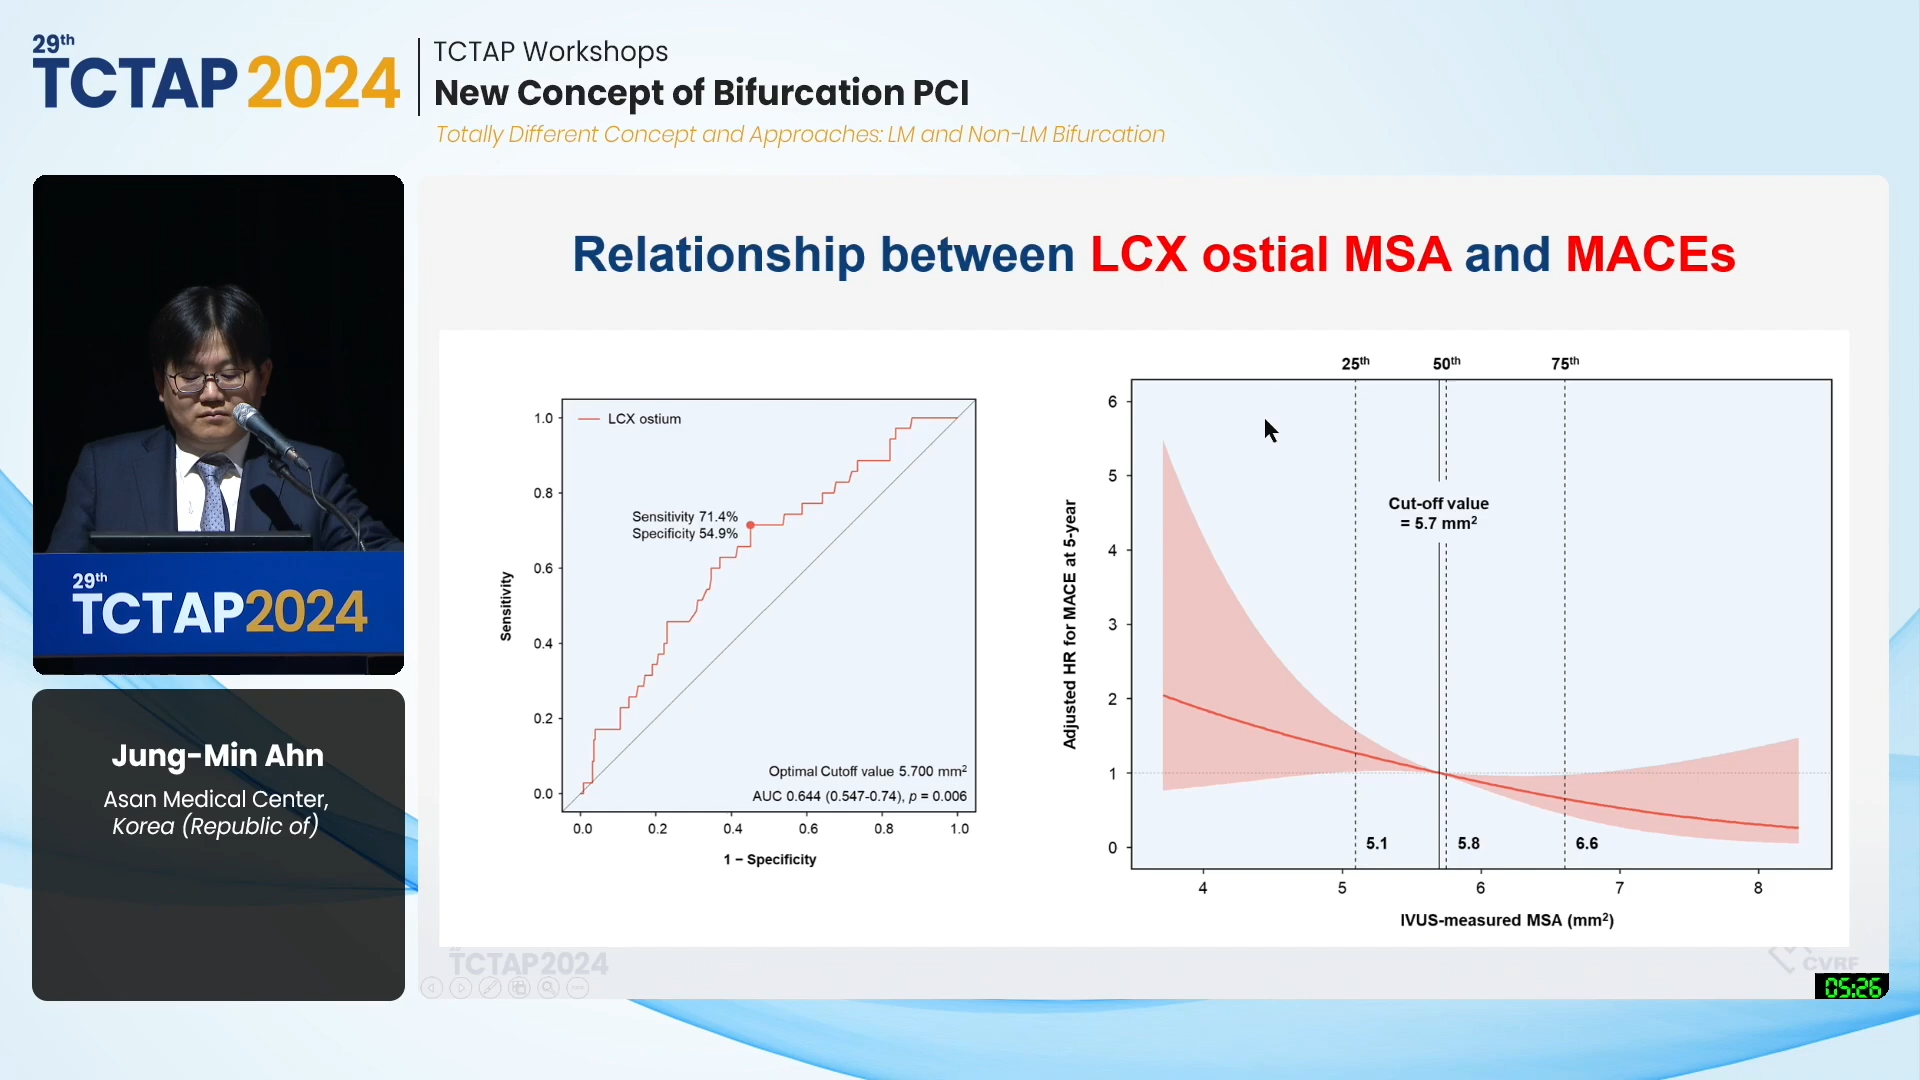 29th
TCTAP 2024
TCTAP Workshops
New Concept of Bifurcation PCI
Totally Different Concept and Approaches: LM and Non-LM Bifurcation
29th
TCTAP2024
Jung-Min Ahn
Asan Medical Center,
Korea (Republic of)
Relationship between LCX ostial MSA and MACEs
LCX ostium
Sensitivity 71.4%
Specificity 54.9%
Optimal Cutoff value 5.700 mm²
AUC 0.644 (0.547-0.74), p = 0.006
Sensitivity
1.0
0.8
0.6
0.4
0.2
0.0
0.0 0.2 0.4 0.6 0.8 1.0
1 − Specificity
25th 50th 75th
Cut-off value
= 5.7 mm²
Adjusted HR for MACE at 5-year
6
5
4
3
2
1
0
5.1 5.8 6.6
4 5 6 7 8
IVUS-measured MSA (mm²)
TCTAP2024
CVRF
05:26